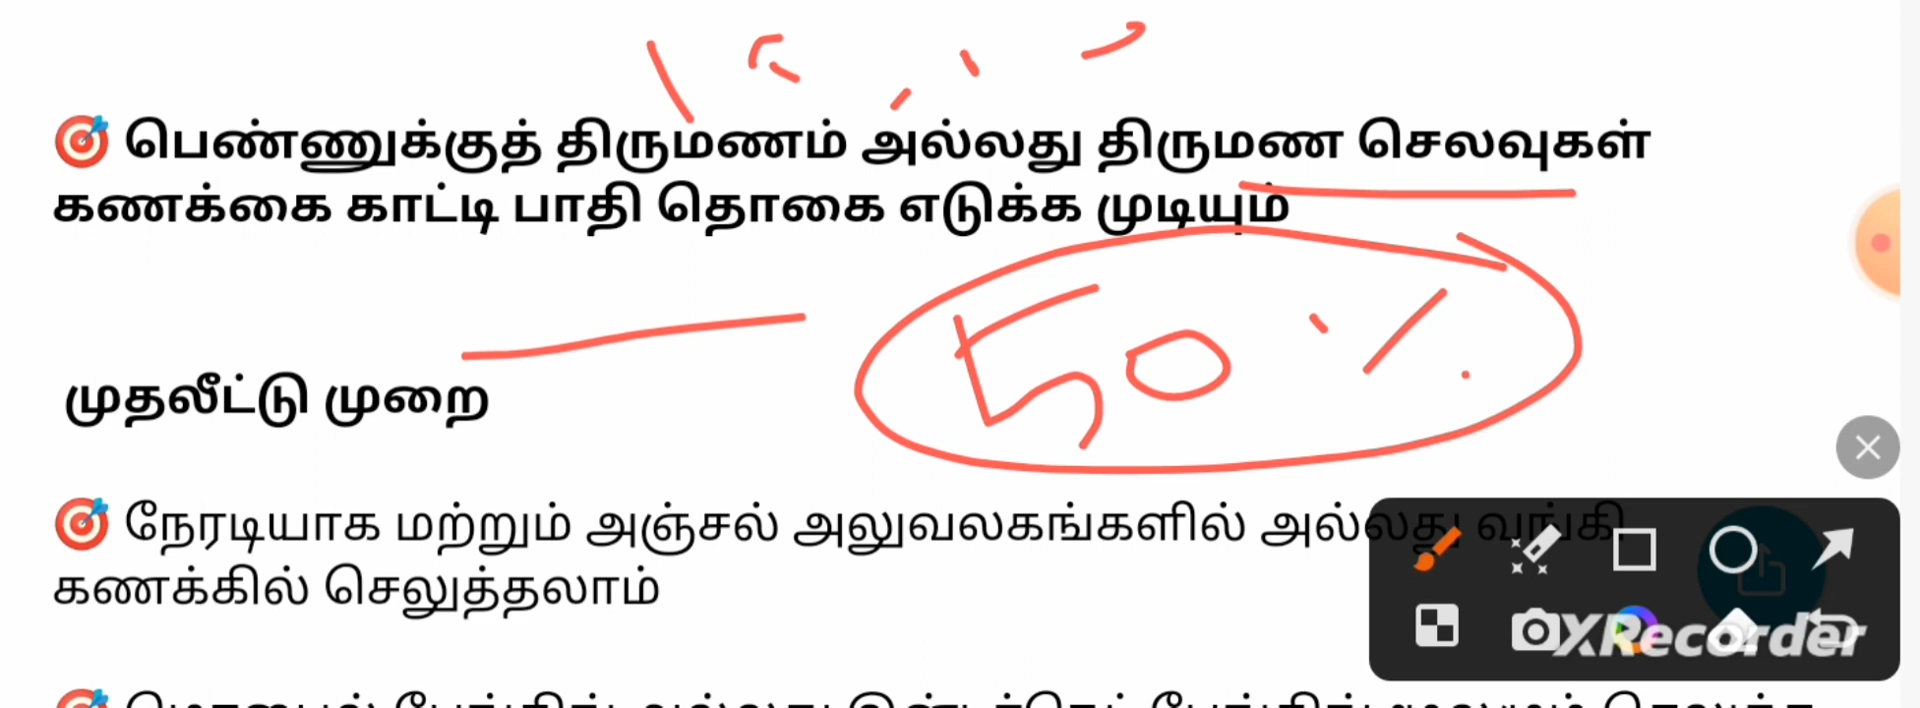 🎯 பெண்ணுக்குத் திருமணம் அல்லது திருமண செலவுகள்
கணக்கை காட்டி பாதி தொகை எடுக்க முடியும்
50 %
முதலீட்டு முறை
🎯 நேரடியாக மற்றும் அஞ்சல் அலுவலகங்களில் அல்லது வங்கி
கணக்கில் செலுத்தலாம்
XRecorder